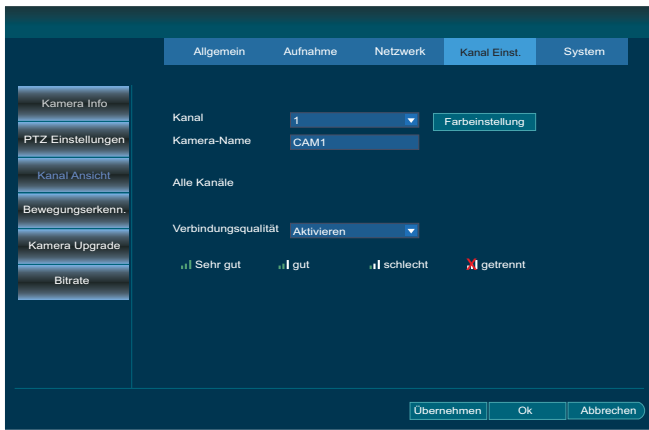 Allgemein Aufnahme Netzwerk Kanal Einst. System
Kamera Info
PTZ Einstellungen
Kanal Ansicht
Bewegungserkenn.
Kamera Upgrade
Bitrate
Kanal 1 Farbeinstellung
Kamera-Name CAM1
Alle Kanäle
Verbindungsqualität Aktivieren
Sehr gut gut schlecht getrennt
Übernehmen Ok Abbrechen